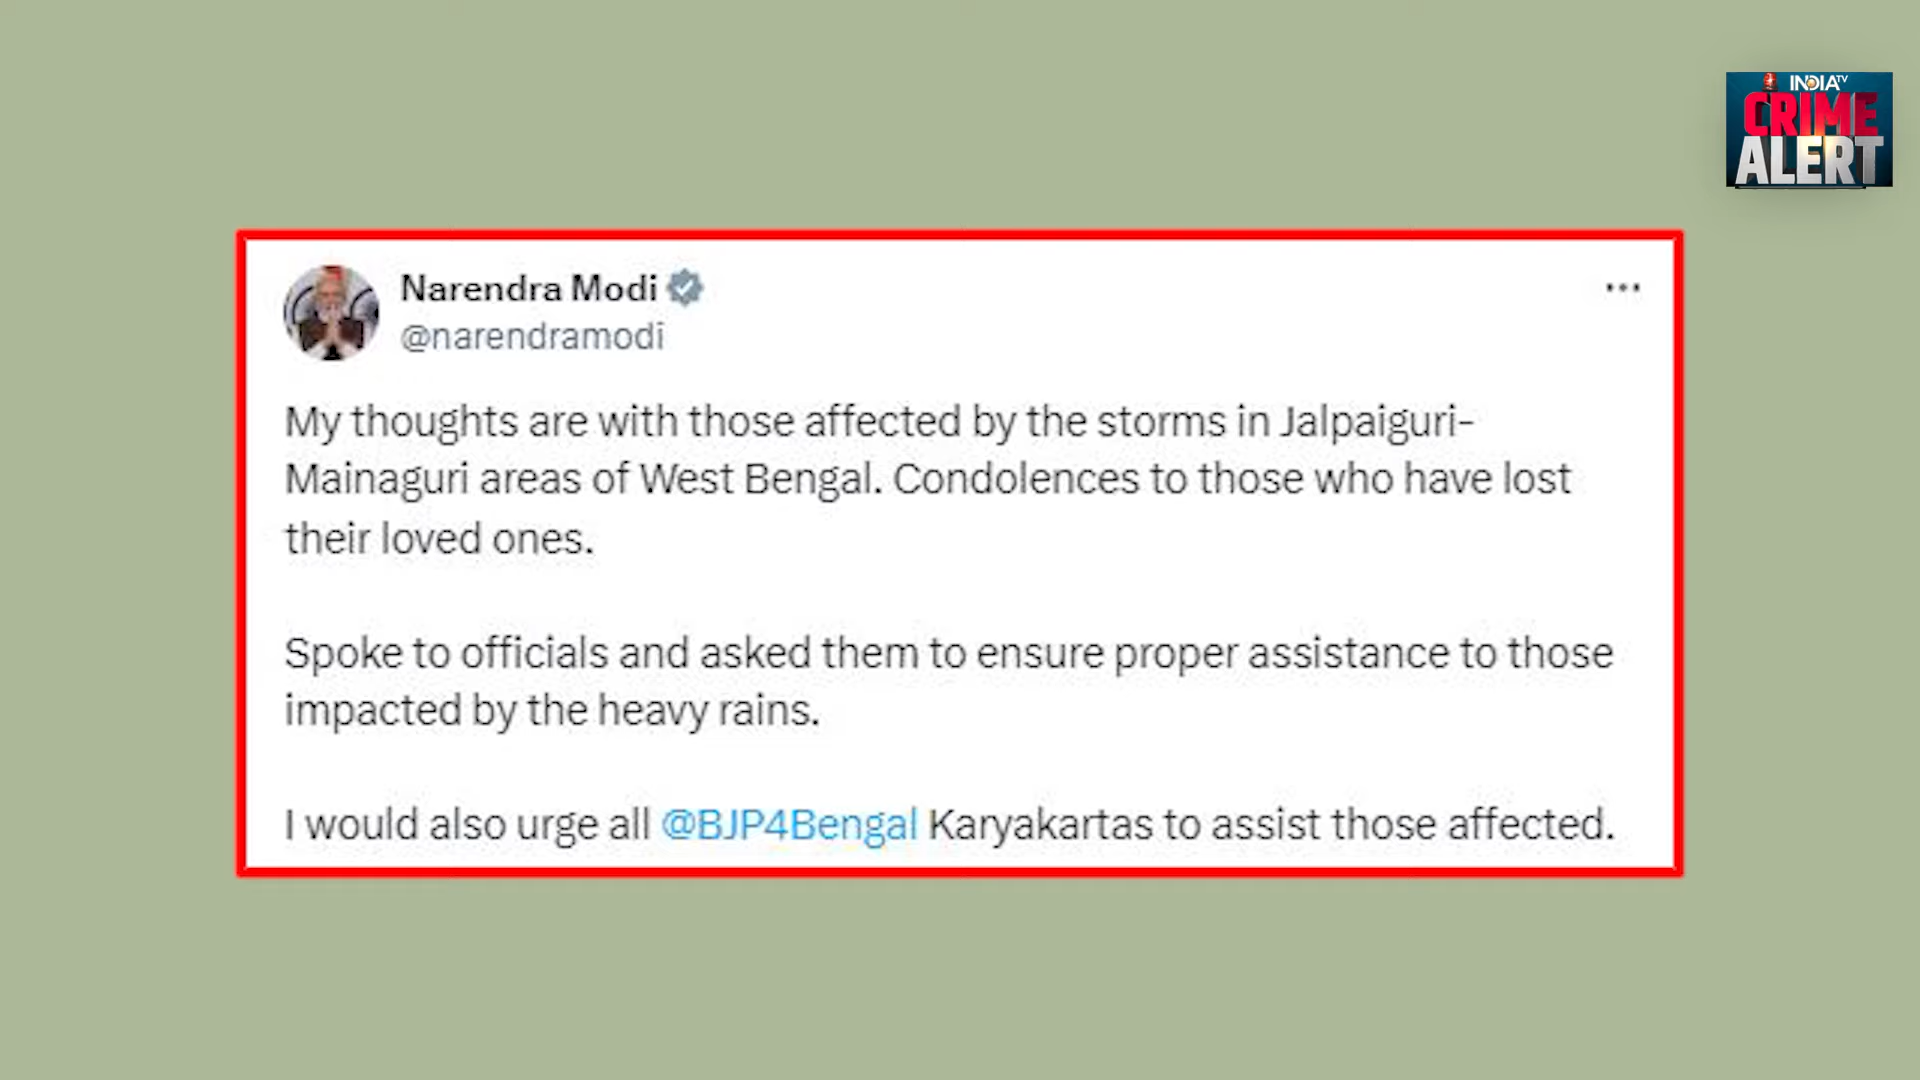 INDIA TV
CRIME
ALERT
Narendra Modi
@narendramodi
My thoughts are with those affected by the storms in Jalpaiguri-
Mainaguri areas of West Bengal. Condolences to those who have lost
their loved ones.
Spoke to officials and asked them to ensure proper assistance to those
impacted by the heavy rains.
I would also urge all @BJP4Bengal Karyakartas to assist those affected.